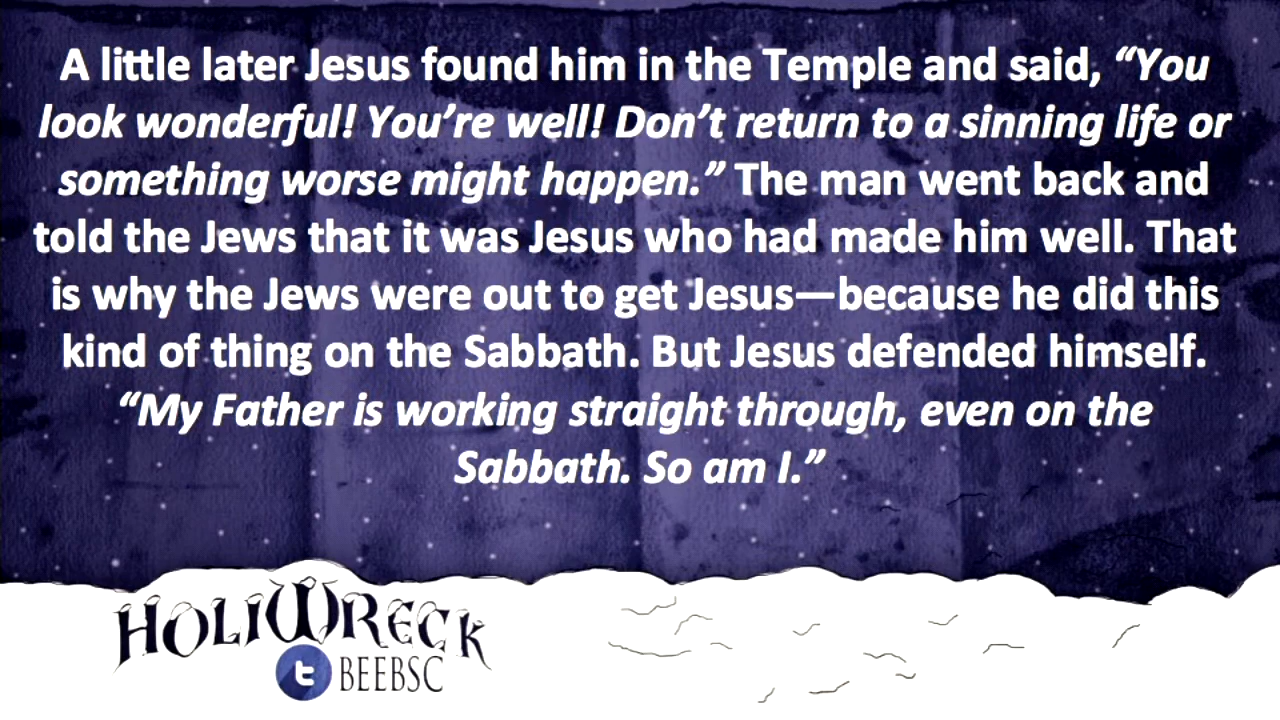 A little later Jesus found him in the Temple and said, “You
look wonderful! You’re well! Don’t return to a sinning life or
something worse might happen.” The man went back and
told the Jews that it was Jesus who had made him well. That
is why the Jews were out to get Jesus—because he did this
kind of thing on the Sabbath. But Jesus defended himself.
“My Father is working straight through, even on the
Sabbath. So am I.”
HOLIWRECK
t BEEBSC